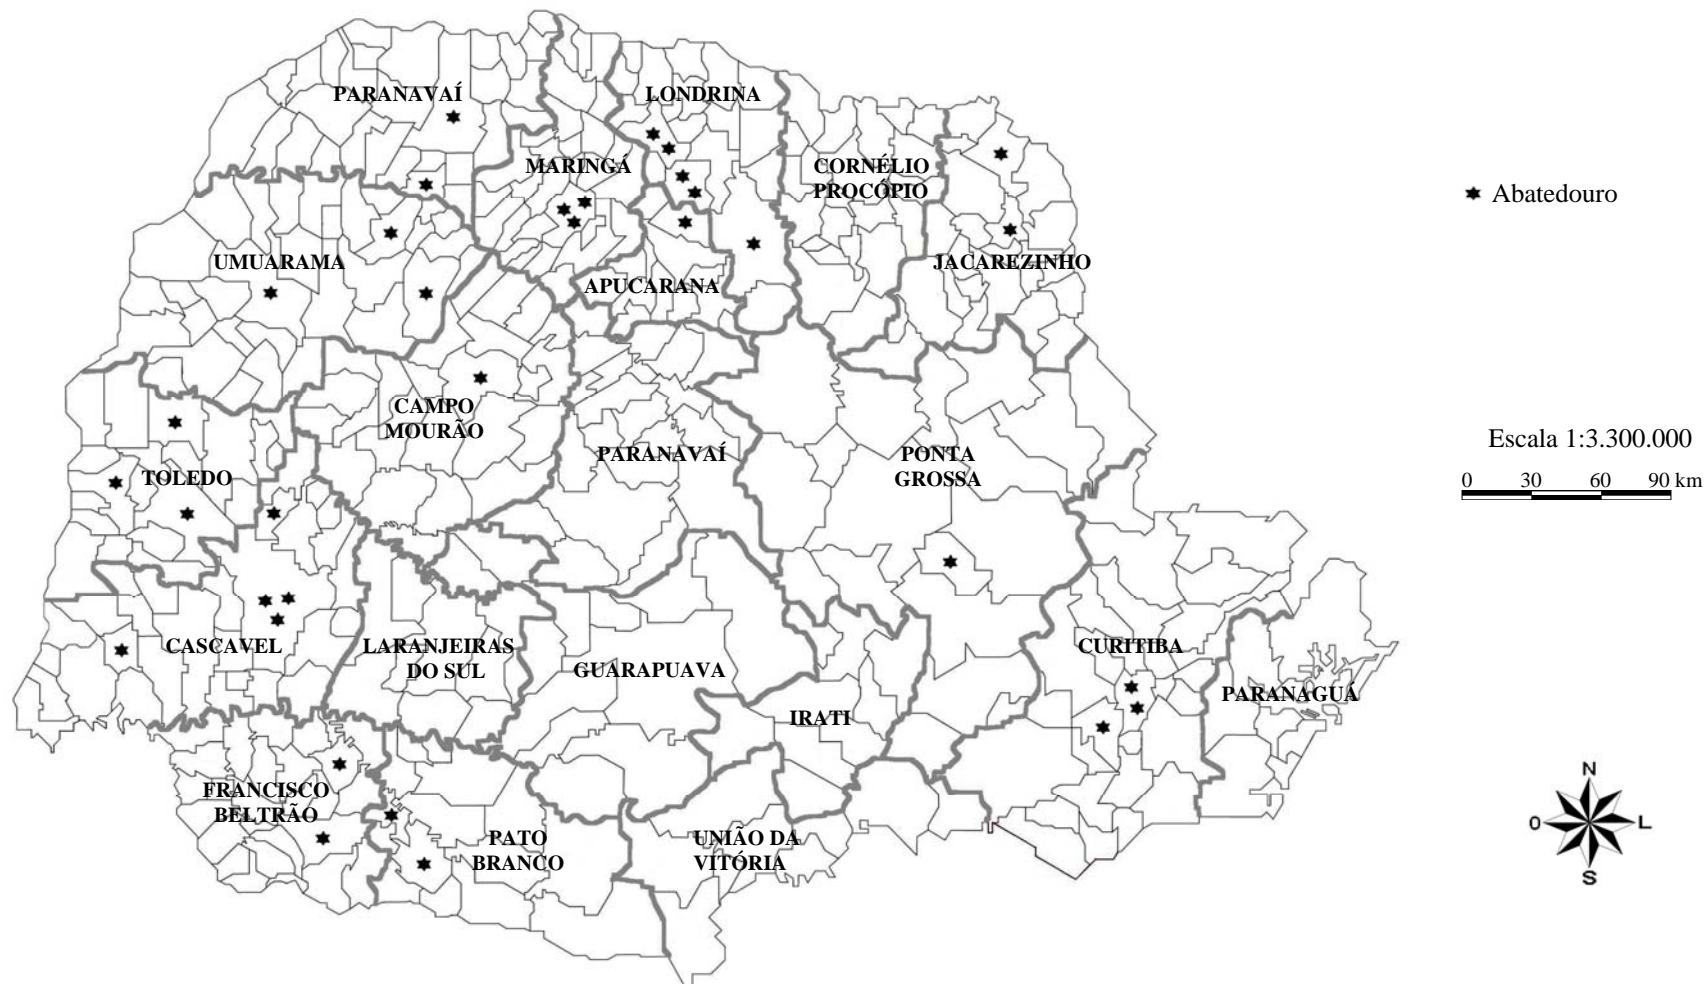 PARANAVAÍ
LONDRINA
MARINGÁ
CORNÉLIO
PROCÓPIO
Abatedouro
UMUARAMA
JACAREZINHO
APUCARANA
CAMPO
MOURÃO
Escala 1:3.300.000
PARANAVAÍ
PONTA
GROSSA
TOLEDO
0 30 60 90 km
CASCAVEL
LARANJEIRAS
DO SUL
GUARAPUAVA
CURITIBA
PARANAGUÁ
IRATI
FRANCISCO
BELTRÃO
PATO
BRANCO
UNIÃO DA
VITÓRIA
N
O L
S